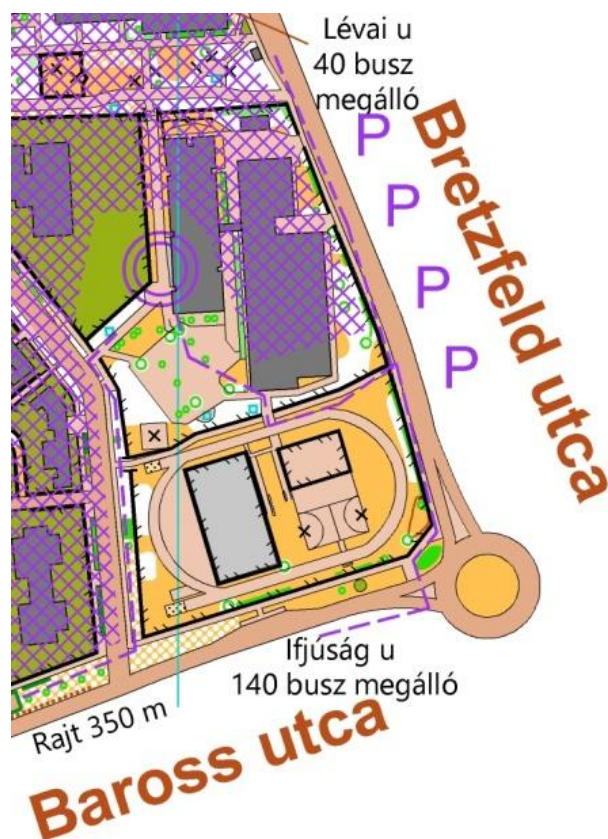 Lévai u
40 busz
megálló
P
P
P
P
Bretzfeld utca
Ifjúság u
140 busz megálló
Rajt 350 m
Baross utca